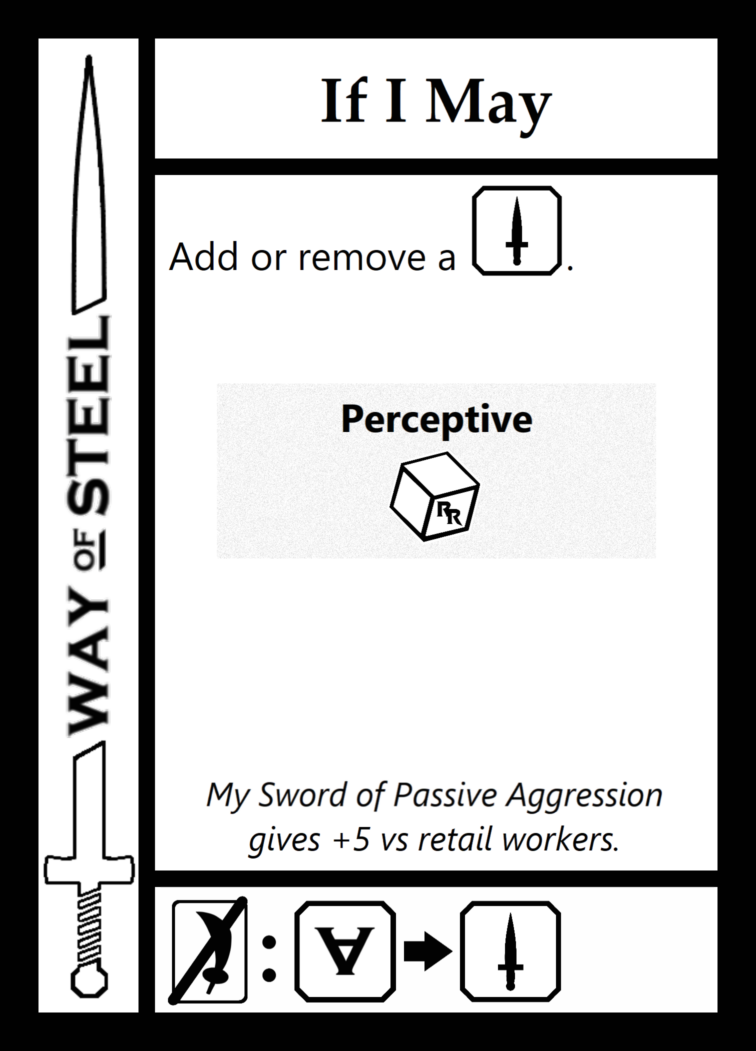 If I May
Add or remove a .
Perceptive
RR
My Sword of Passive Aggression
gives +5 vs retail workers.
∀ :
WAY OF STEEL